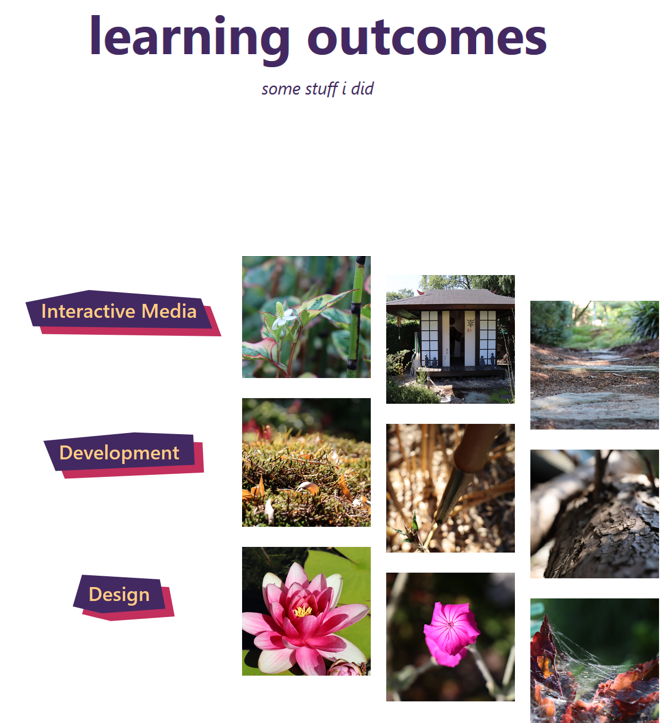 learning outcomes
some stuff i did
Interactive Media
Development
Design